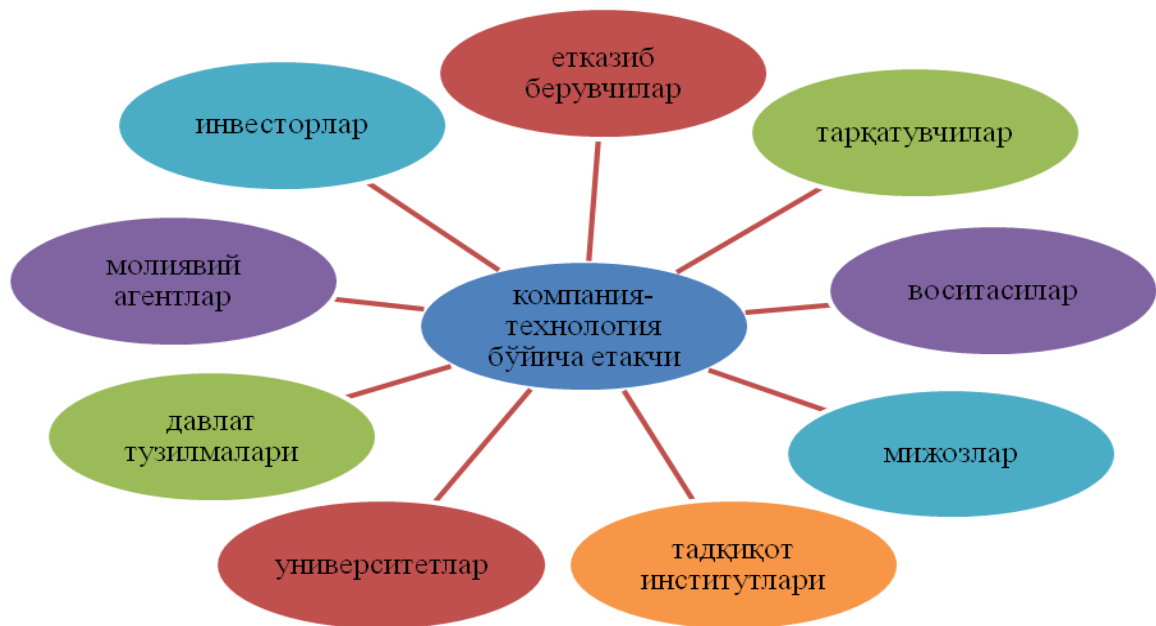 етказиб
берувчилар
инвесторлар
тарқатувчилар
молиявий
агентлар
компания-
технология
бўйича етакчи
воситасилар
давлат
тузилмалари
мижозлар
университетлар
тадқиқот
институтлари